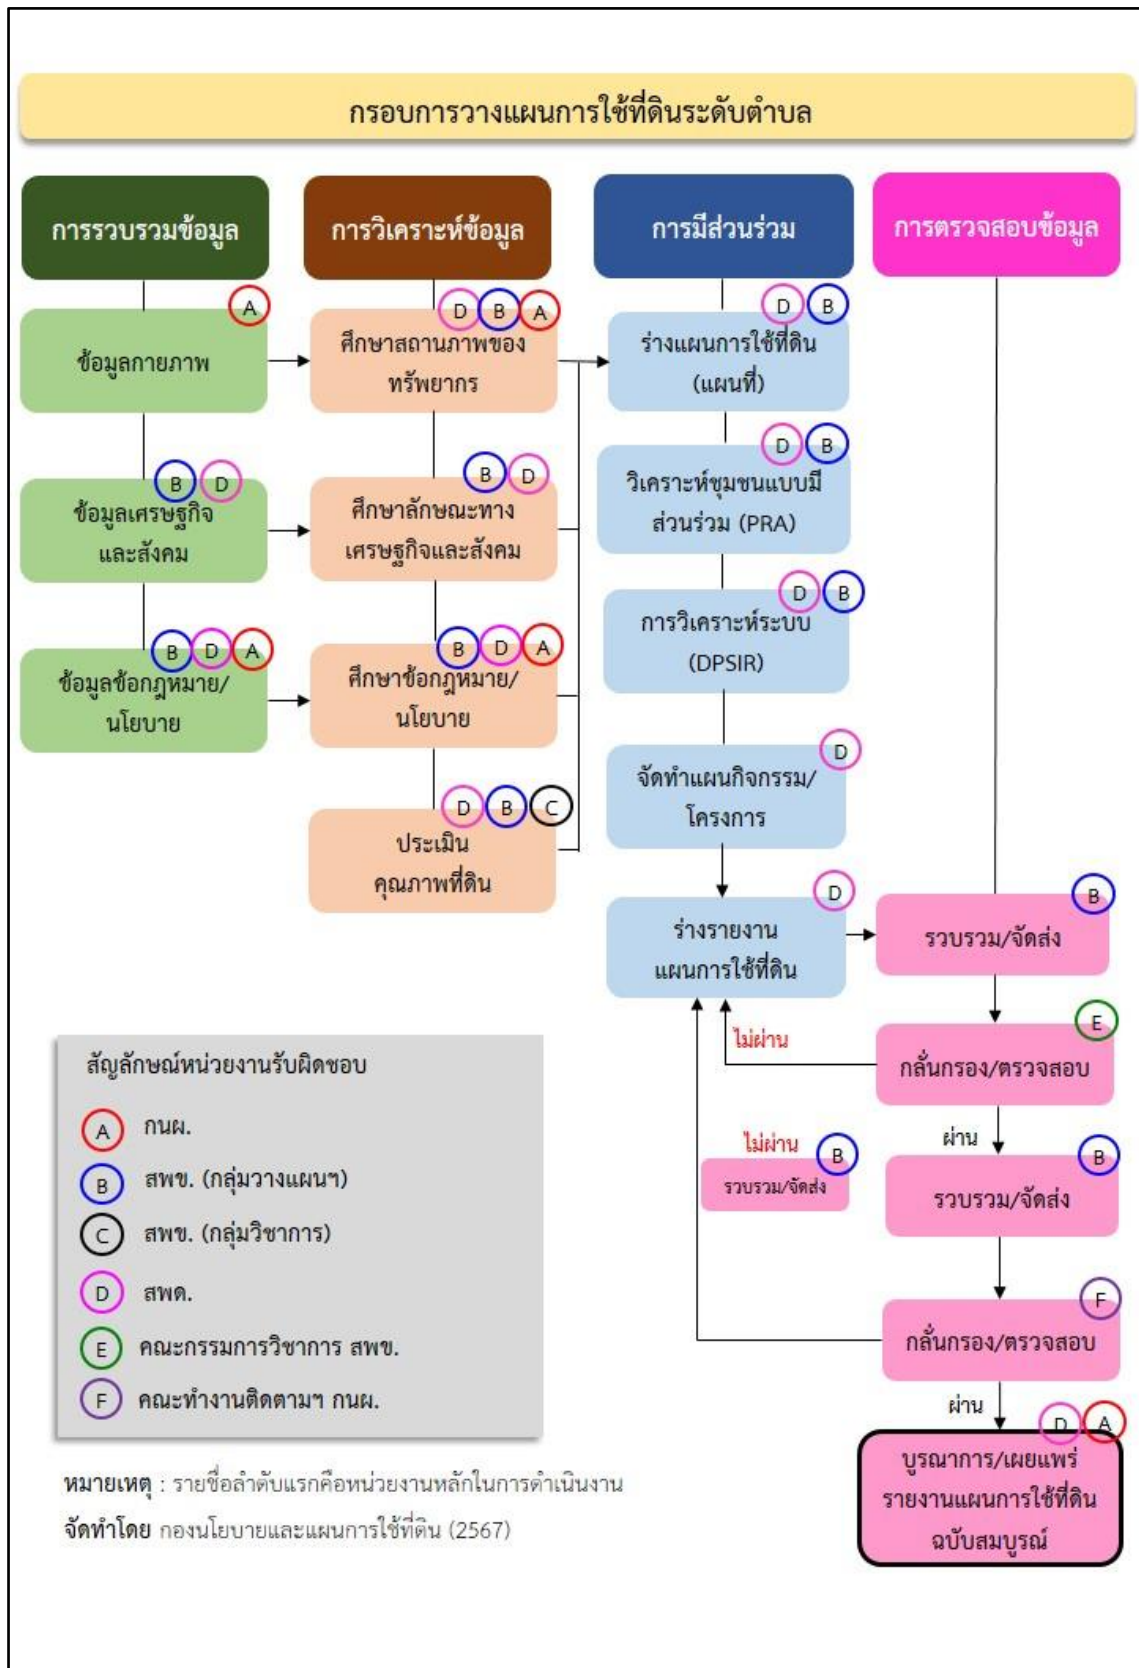 กรอบการวางแผนการใช้ที่ดินระดับตำบล
การรวบรวมข้อมูล
A
ข้อมูลกายภาพ
B D
ข้อมูลเศรษฐกิจ
และสังคม
B D A
ข้อมูลข้อกฎหมาย/
นโยบาย
การวิเคราะห์ข้อมูล
D B A
ศึกษาสถานภาพของ
ทรัพยากร
B D
ศึกษาลักษณะทาง
เศรษฐกิจและสังคม
B D A
ศึกษาข้อกฎหมาย/
นโยบาย
D B C
ประเมิน
คุณภาพที่ดิน
การมีส่วนร่วม
D B
ร่างแผนการใช้ที่ดิน
(แผนที่)
D B
วิเคราะห์ชุมชนแบบมี
ส่วนร่วม (PRA)
D B
การวิเคราะห์ระบบ
(DPSIR)
D
จัดทำแผนกิจกรรม/
โครงการ
D
ร่างรายงาน
แผนการใช้ที่ดิน
การตรวจสอบข้อมูล
B
รวบรวม/จัดส่ง
E
กลั่นกรอง/ตรวจสอบ
ไม่ผ่าน
ผ่าน
B
รวบรวม/จัดส่ง
ไม่ผ่าน
B
รวบรวม/จัดส่ง
F
กลั่นกรอง/ตรวจสอบ
ผ่าน
D A
บูรณาการ/เผยแพร่
รายงานแผนการใช้ที่ดิน
ฉบับสมบูรณ์
สัญลักษณ์หน่วยงานรับผิดชอบ
A กนผ.
B สพข. (กลุ่มวางแผนฯ)
C สพข. (กลุ่มวิชาการ)
D สพด.
E คณะกรรมการวิชาการ สพข.
F คณะทำงานติดตามฯ กนผ.
หมายเหตุ : รายชื่อลำดับแรกคือหน่วยงานหลักในการดำเนินงาน
จัดทำโดย กองนโยบายและแผนการใช้ที่ดิน (2567)